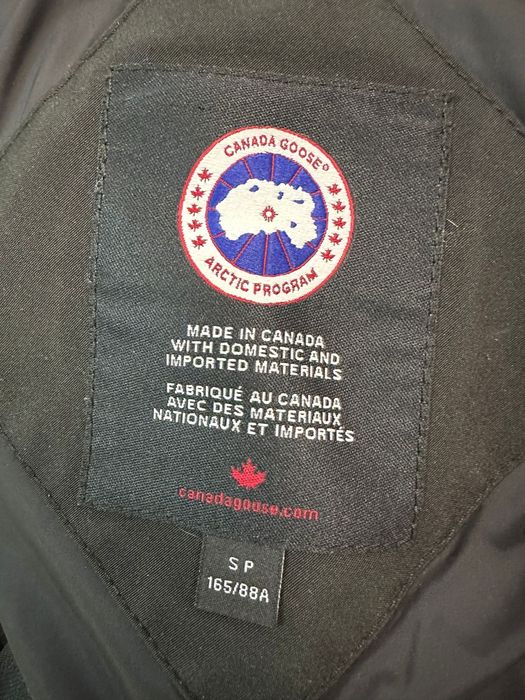 CANADA GOOSE®
ARCTIC PROGRAM
MADE IN CANADA
WITH DOMESTIC AND
IMPORTED MATERIALS
FABRIQUÉ AU CANADA
AVEC DES MATERIAUX
NATIONAUX ET IMPORTÉS
canadagoose.com
S P
165/88A